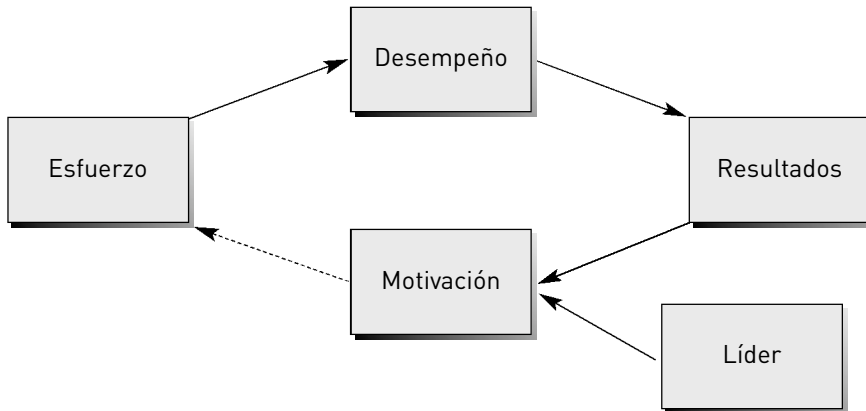 Desempeño
Esfuerzo
Resultados
Motivación
Líder